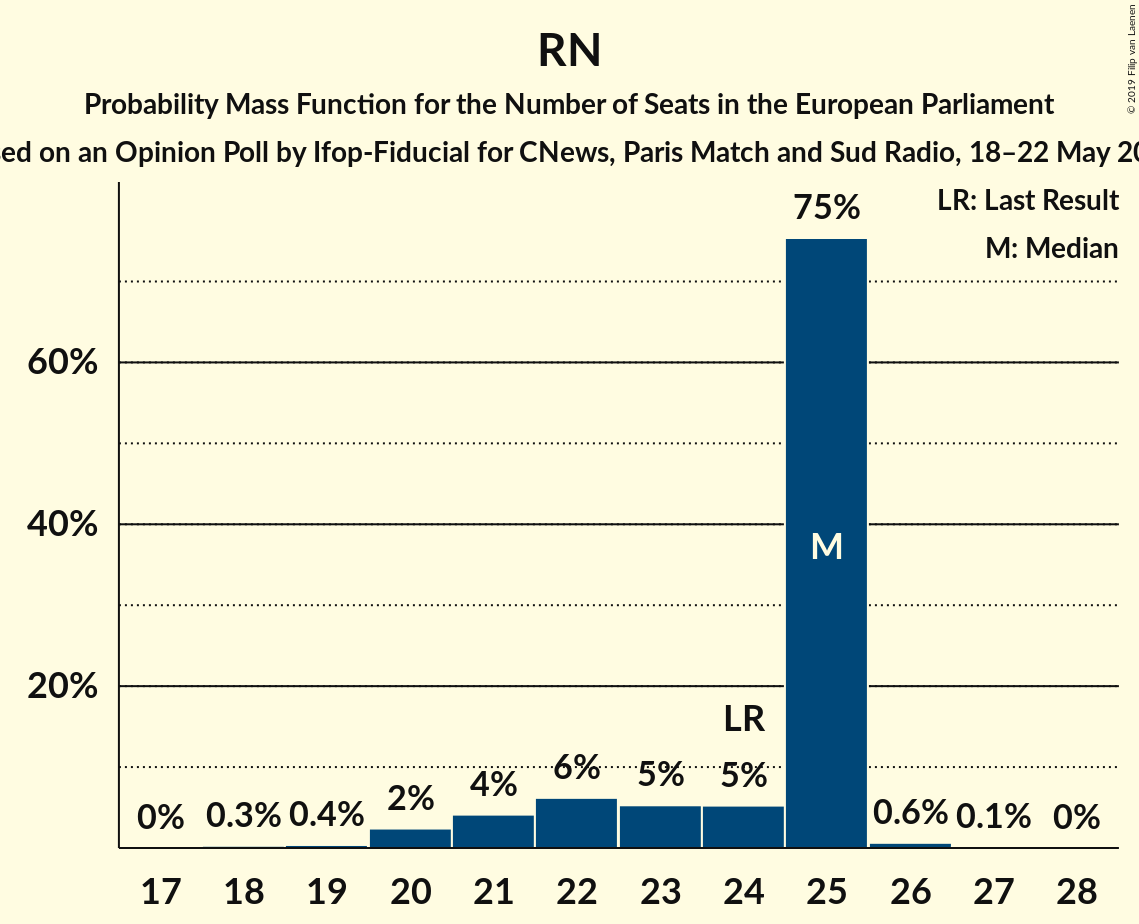 RN
Probability Mass Function for the Number of Seats in the European Parliament
ed on an Opinion Poll by Ifop-Fiducial for CNews, Paris Match and Sud Radio, 18–22 May 20
© 2019 Filip van Laenen
LR: Last Result
M: Median
75%
60%
40%
M
20%
LR
0% 0.3% 0.4% 2% 4% 6% 5% 5% 0.6% 0.1% 0%
17 18 19 20 21 22 23 24 25 26 27 28